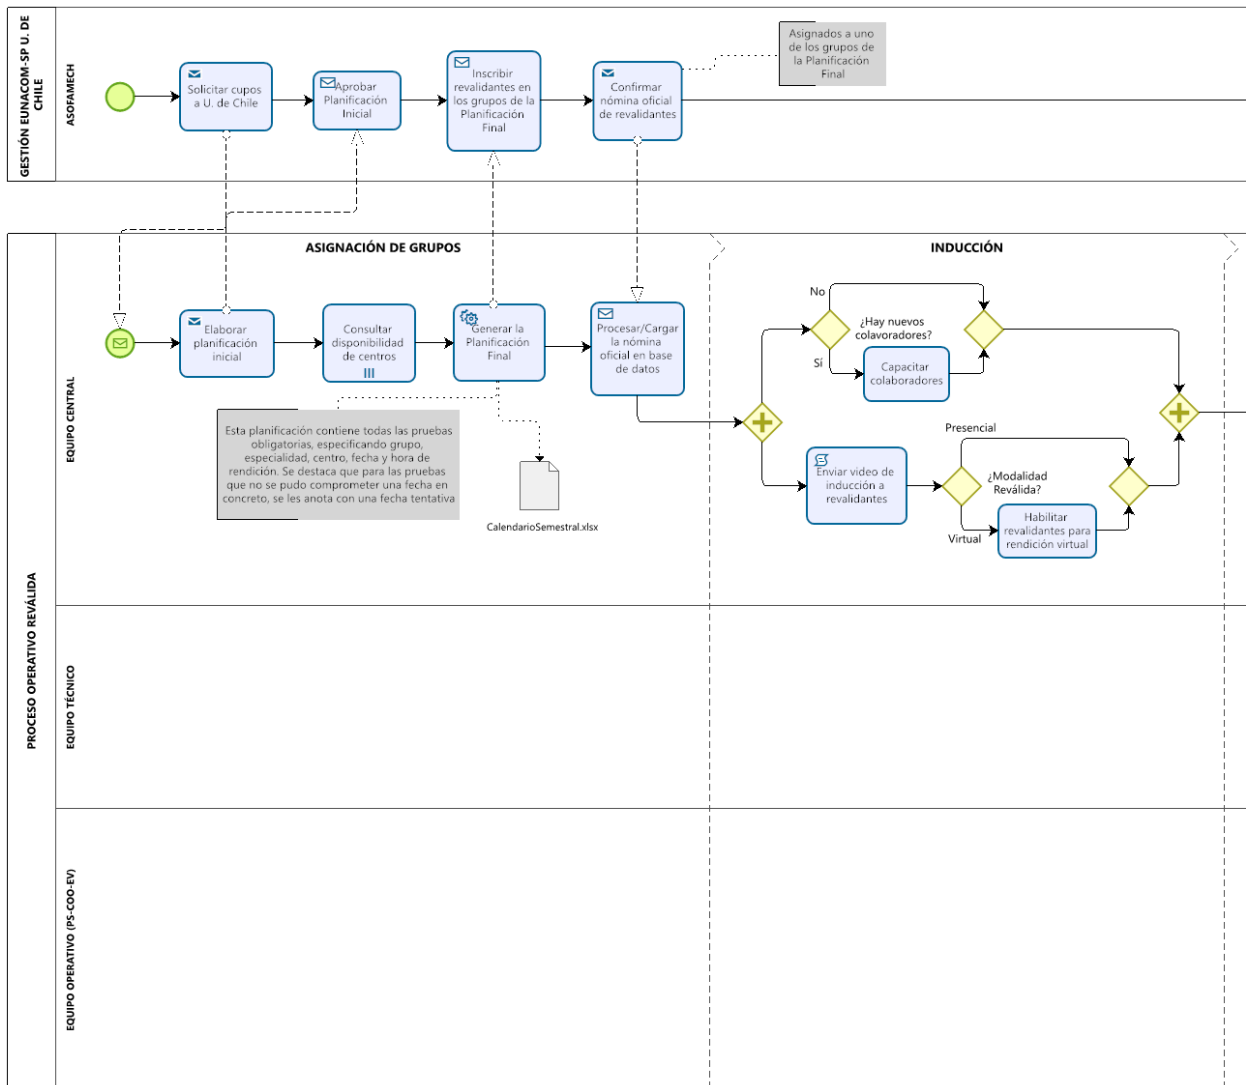 GESTIÓN EUNACOM-SP U. DE
CHILE
ASOFAMECH
Solicitar cupos
a U. de Chile
Aprobar
Planificación
Inicial
Inscribir
revalidantes en
los grupos de la
Planificación
Final
Confirmar
nómina oficial
de revalidantes
Asignados a uno
de los grupos de
la Planificación
Final
PROCESO OPERATIVO REVÁLIDA
EQUIPO CENTRAL
ASIGNACIÓN DE GRUPOS
INDUCCIÓN
Elaborar
planificación
inicial
Consultar
disponibilidad
de centros
Generar la
Planificación
Final
Procesar/Cargar
la nómina
oficial en base
de datos
Esta planificación contiene todas las pruebas
obligatorias, especificando grupo,
especialidad, centro, fecha y hora de
rendición. Se destaca que para las pruebas
que no se pudo comprometer una fecha en
concreto, se les anota con una fecha tentativa
CalendarioSemestral.xlsx
No
¿Hay nuevos
colavoradores?
Sí
Capacitar
colaboradores
Enviar video de
inducción a
revalidantes
Presencial
¿Modalidad
Reválida?
Virtual
Habilitar
revalidantes para
rendición virtual
EQUIPO TÉCNICO
EQUIPO OPERATIVO (PS-COO-EV)